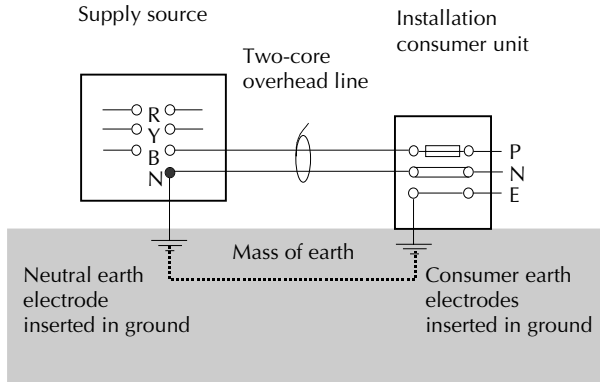 Supply source
Installation
consumer unit
Two-core
overhead line
R
Y
B
N
P
N
E
Mass of earth
Neutral earth
electrode
inserted in ground
Consumer earth
electrodes
inserted in ground